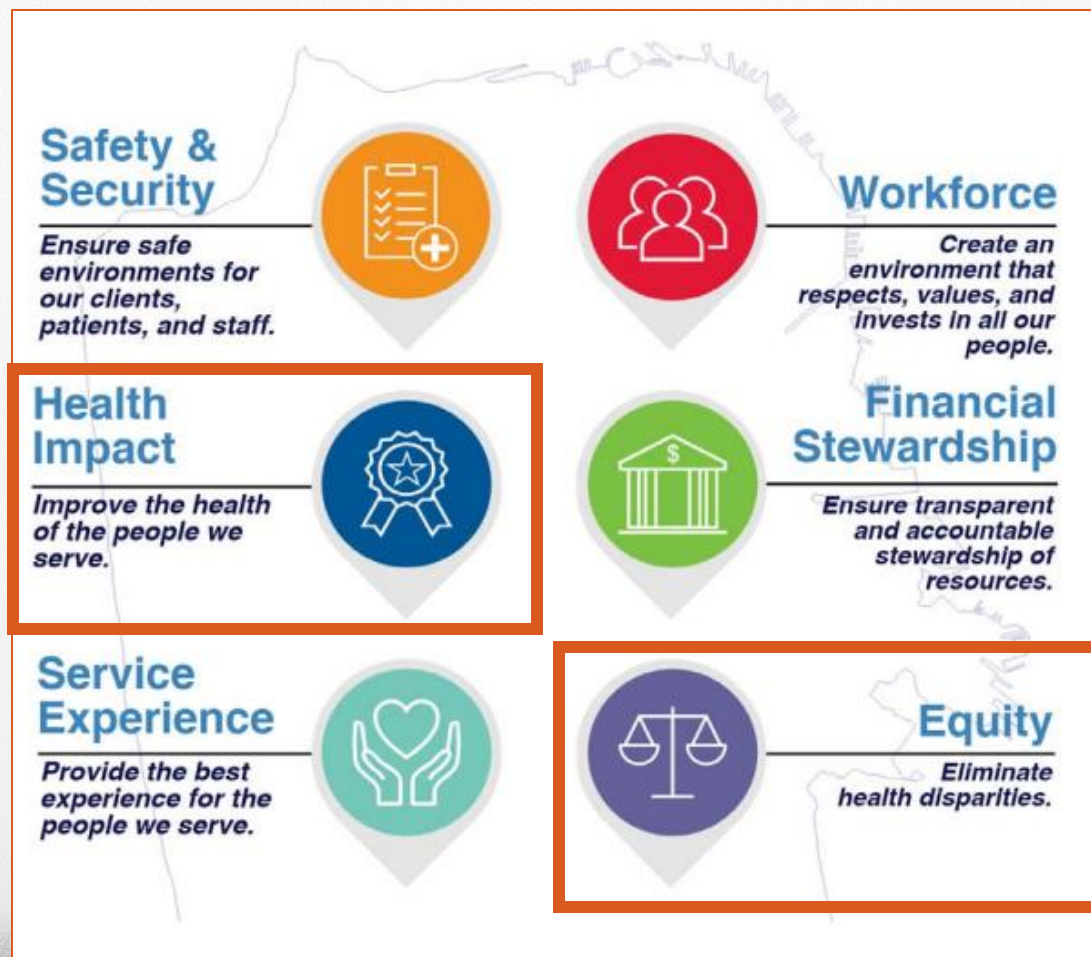 Safety &
Security
Ensure safe
environments for
our clients,
patients, and staff.
Workforce
Create an
environment that
respects, values, and
invests in all our
people.
Health
Impact
Improve the health
of the people we
serve.
Financial
Stewardship
$
Ensure transparent
and accountable
stewardship of
resources.
Service
Experience
Provide the best
experience for the
people we serve.
Equity
Eliminate
health disparities.